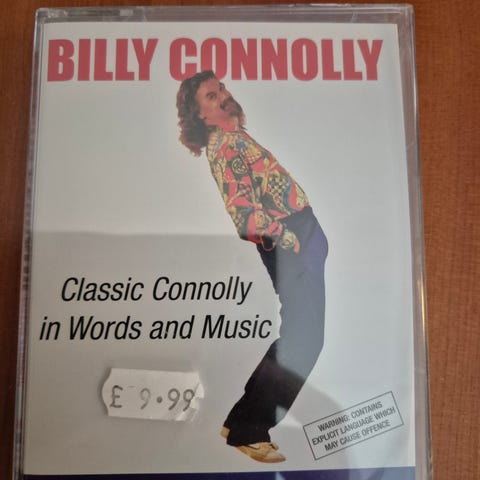 BILLY CONNOLLY
Classic Connolly
in Words and Music
£ 9.99
WARNING: CONTAINS
EXPLICIT LANGUAGE WHICH
MAY CAUSE OFFENCE